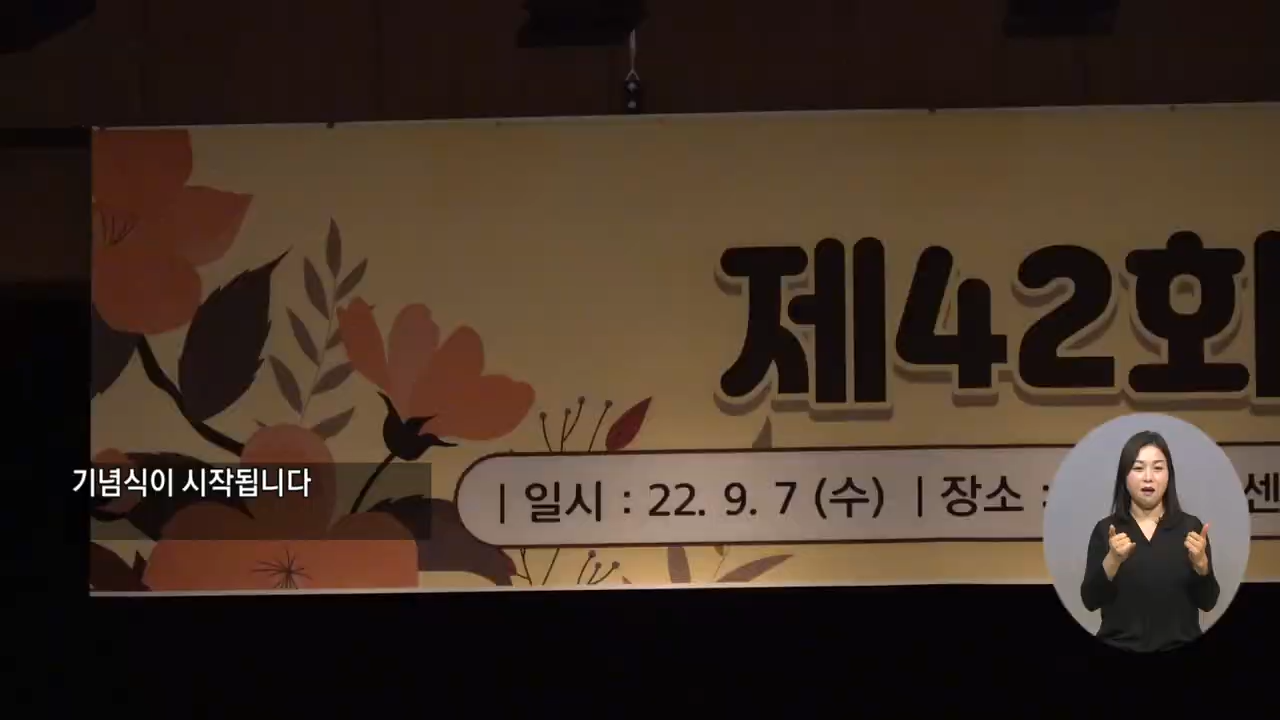 제42회
| 일시 : 22. 9. 7 (수) | 장소 :
기념식이 시작됩니다